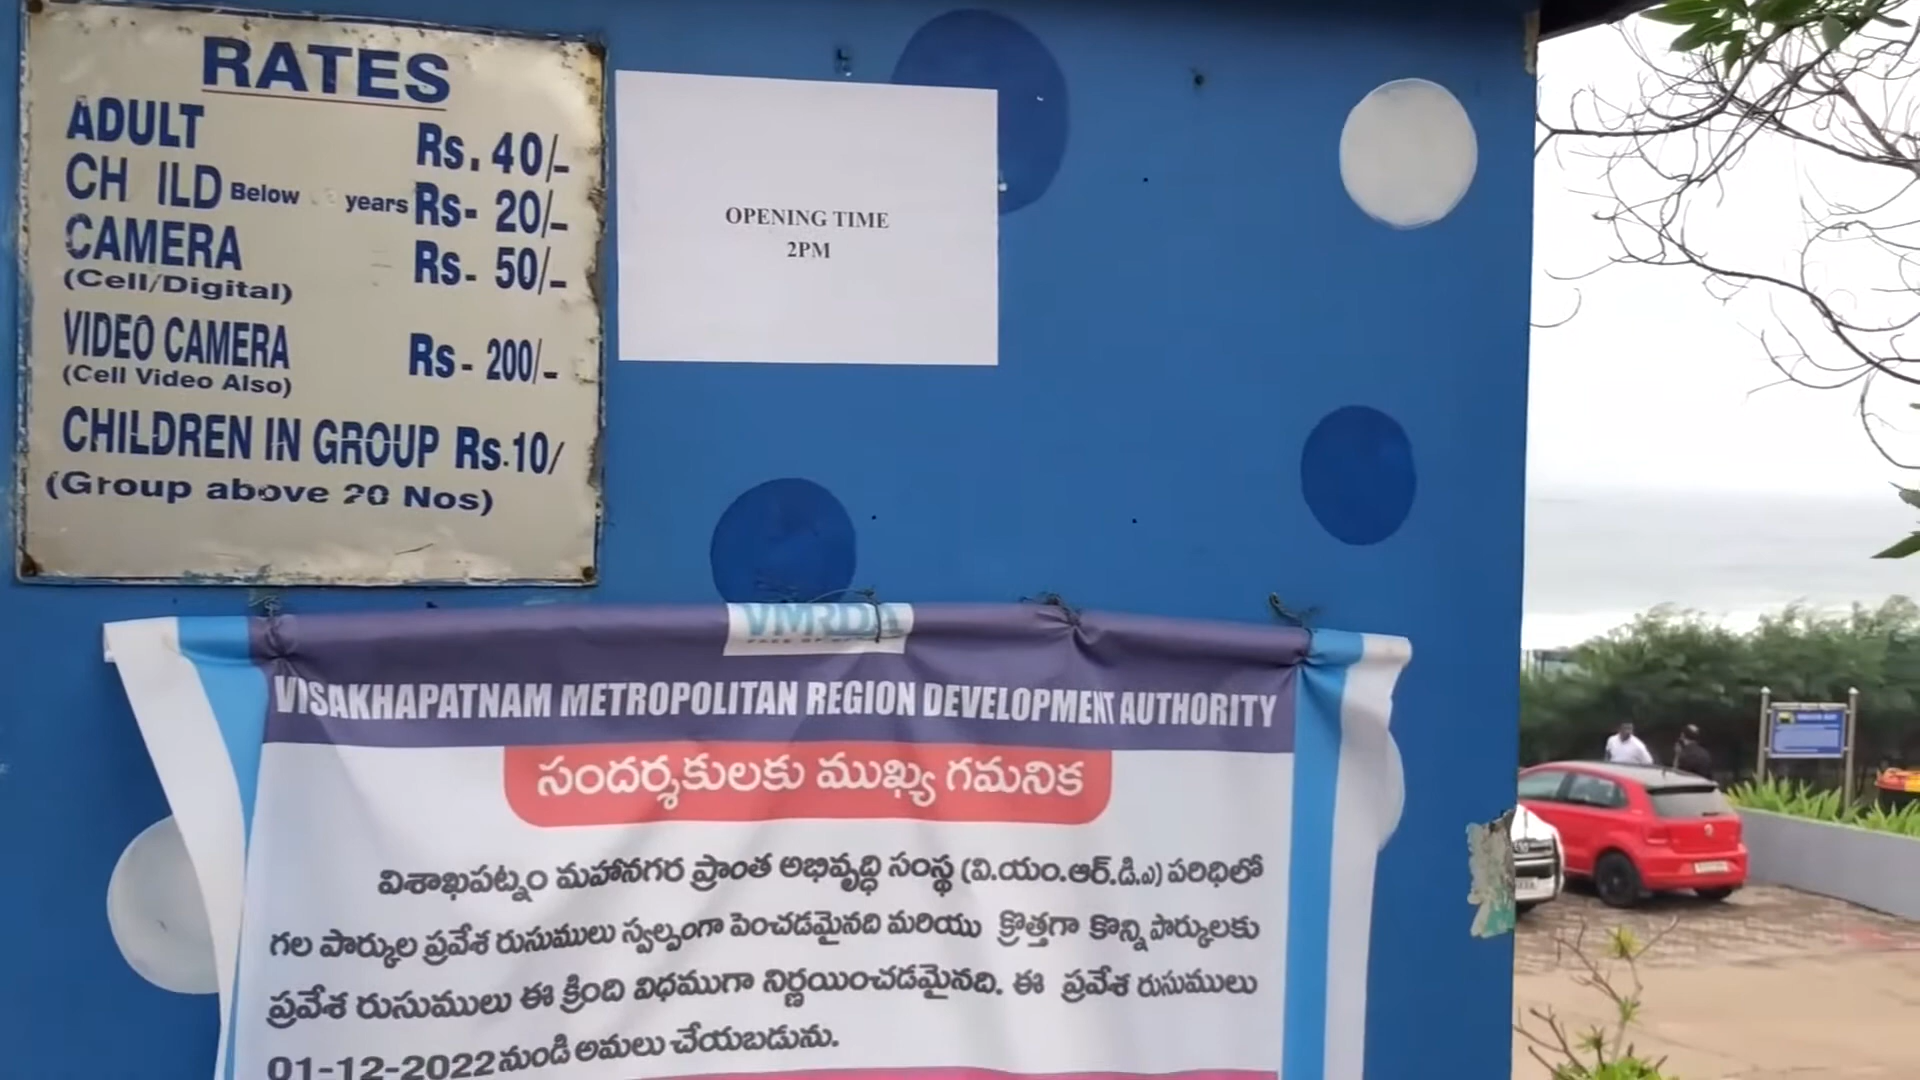 RATES
ADULT Rs. 40/-
CHILD Below years Rs- 20/-
CAMERA Rs- 50/-
(Cell/Digital)
VIDEO CAMERA Rs- 200/-
(Cell Video Also)
CHILDREN IN GROUP Rs.10/
(Group above 20 Nos)
OPENING TIME
2PM
VMRDA
VISAKHAPATNAM METROPOLITAN REGION DEVELOPMENT AUTHORITY
సందర్శకులకు ముఖ్య గమనిక
విశాఖపట్నం మహానగర ప్రాంత అభివృద్ధి సంస్థ (వి.యం.ఆర్.డి.ఎ) పరిధిలో
గల పార్కుల ప్రవేశ రుసుములు స్వల్పంగా పెంచడమైనది మరియు క్రొత్తగా కొన్ని పార్కులకు
ప్రవేశ రుసుములు ఈ క్రింది విధముగా నిర్ణయించడమైనది. ఈ ప్రవేశ రుసుములు
01-12-2022 నుండి అమలు చేయబడును.